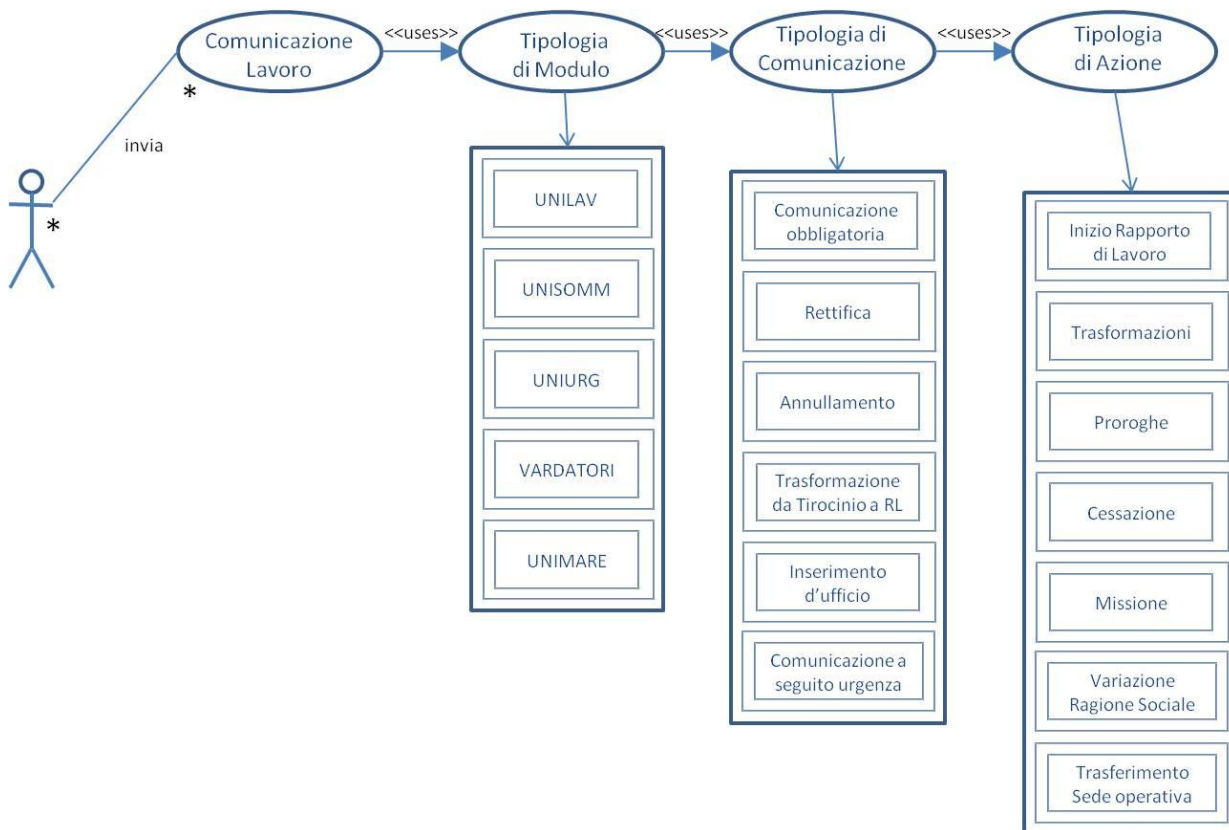 Comunicazione
Lavoro
<<uses>>
Tipologia
di Modulo
<<uses>>
Tipologia di
Comunicazione
<<uses>>
Tipologia
di Azione
*
invia
*
UNILAV
UNISOMM
UNIURG
VARDATORI
UNIMARE
Comunicazione
obbligatoria
Rettifica
Annullamento
Trasformazione
da Tirocinio a RL
Inserimento
d'ufficio
Comunicazione a
seguito urgenza
Inizio Rapporto
di Lavoro
Trasformazioni
Proroghe
Cessazione
Missione
Variazione
Ragione Sociale
Trasferimento
Sede operativa